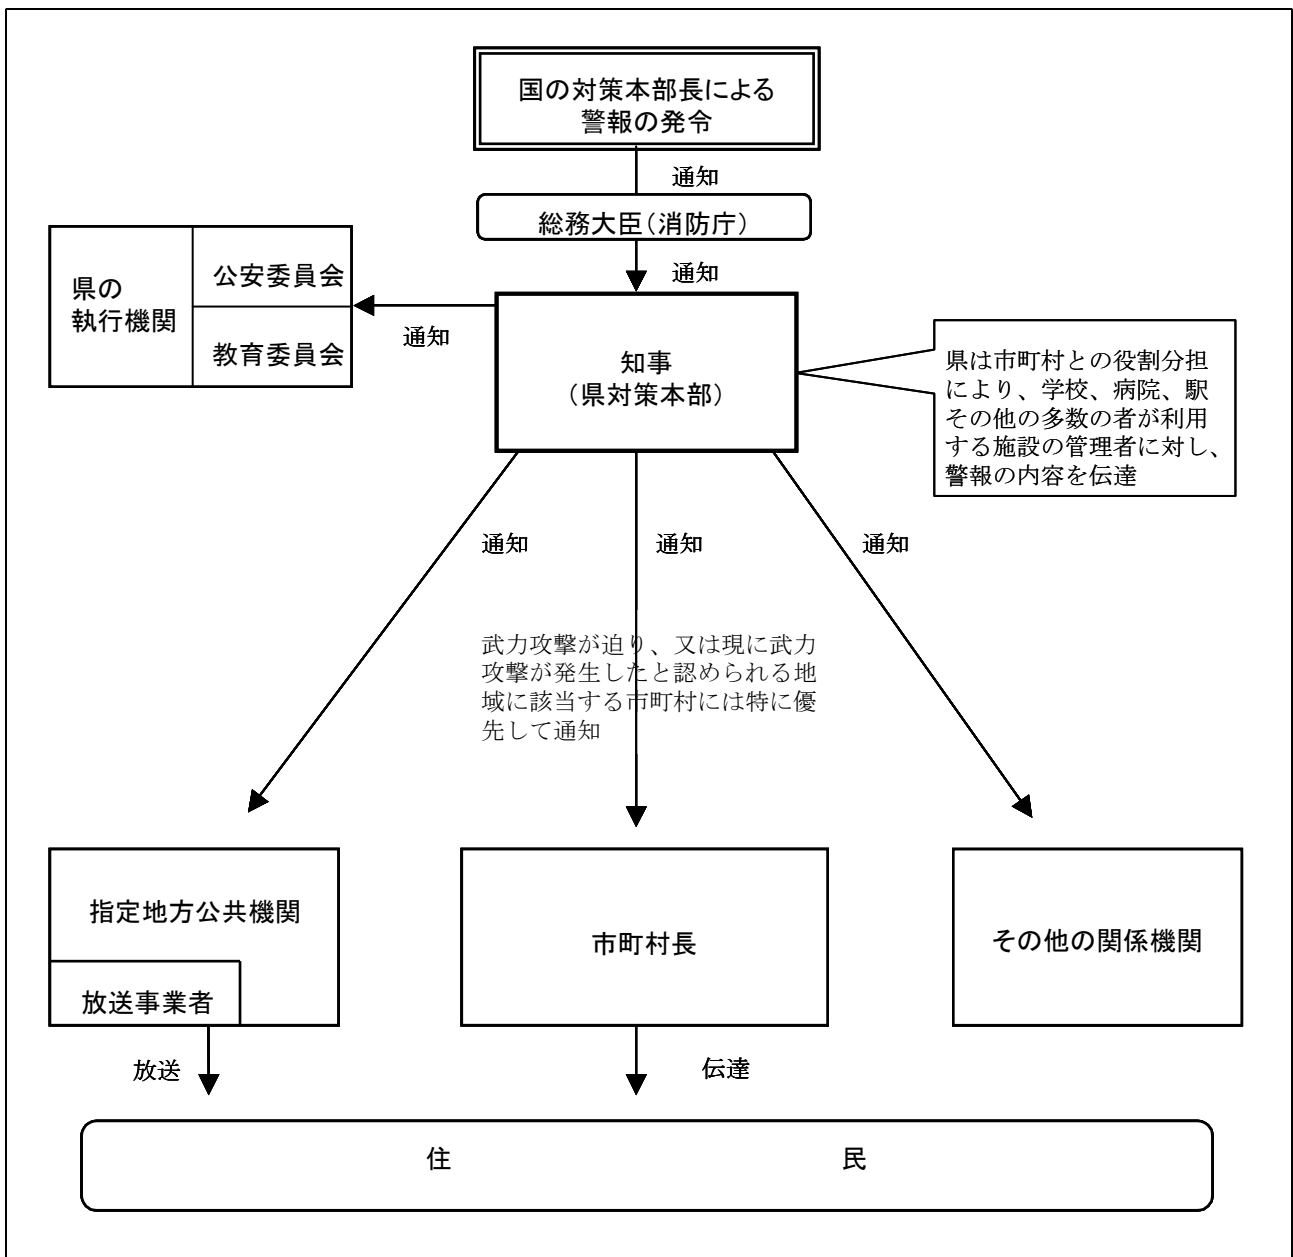 国の対策本部長による
警報の発令
通知
総務大臣（消防庁）
通知
県の
執行機関
公安委員会
教育委員会
通知
知事
（県対策本部）
県は市町村との役割分担
により、学校、病院、駅
その他の多数の者が利用
する施設の管理者に対し、
警報の内容を伝達
通知
通知
通知
武力攻撃が迫り、又は現に武力
攻撃が発生したと認められる地
域に該当する市町村には特に優
先して通知
指定地方公共機関
放送事業者
市町村長
その他の関係機関
放送
伝達
住　民